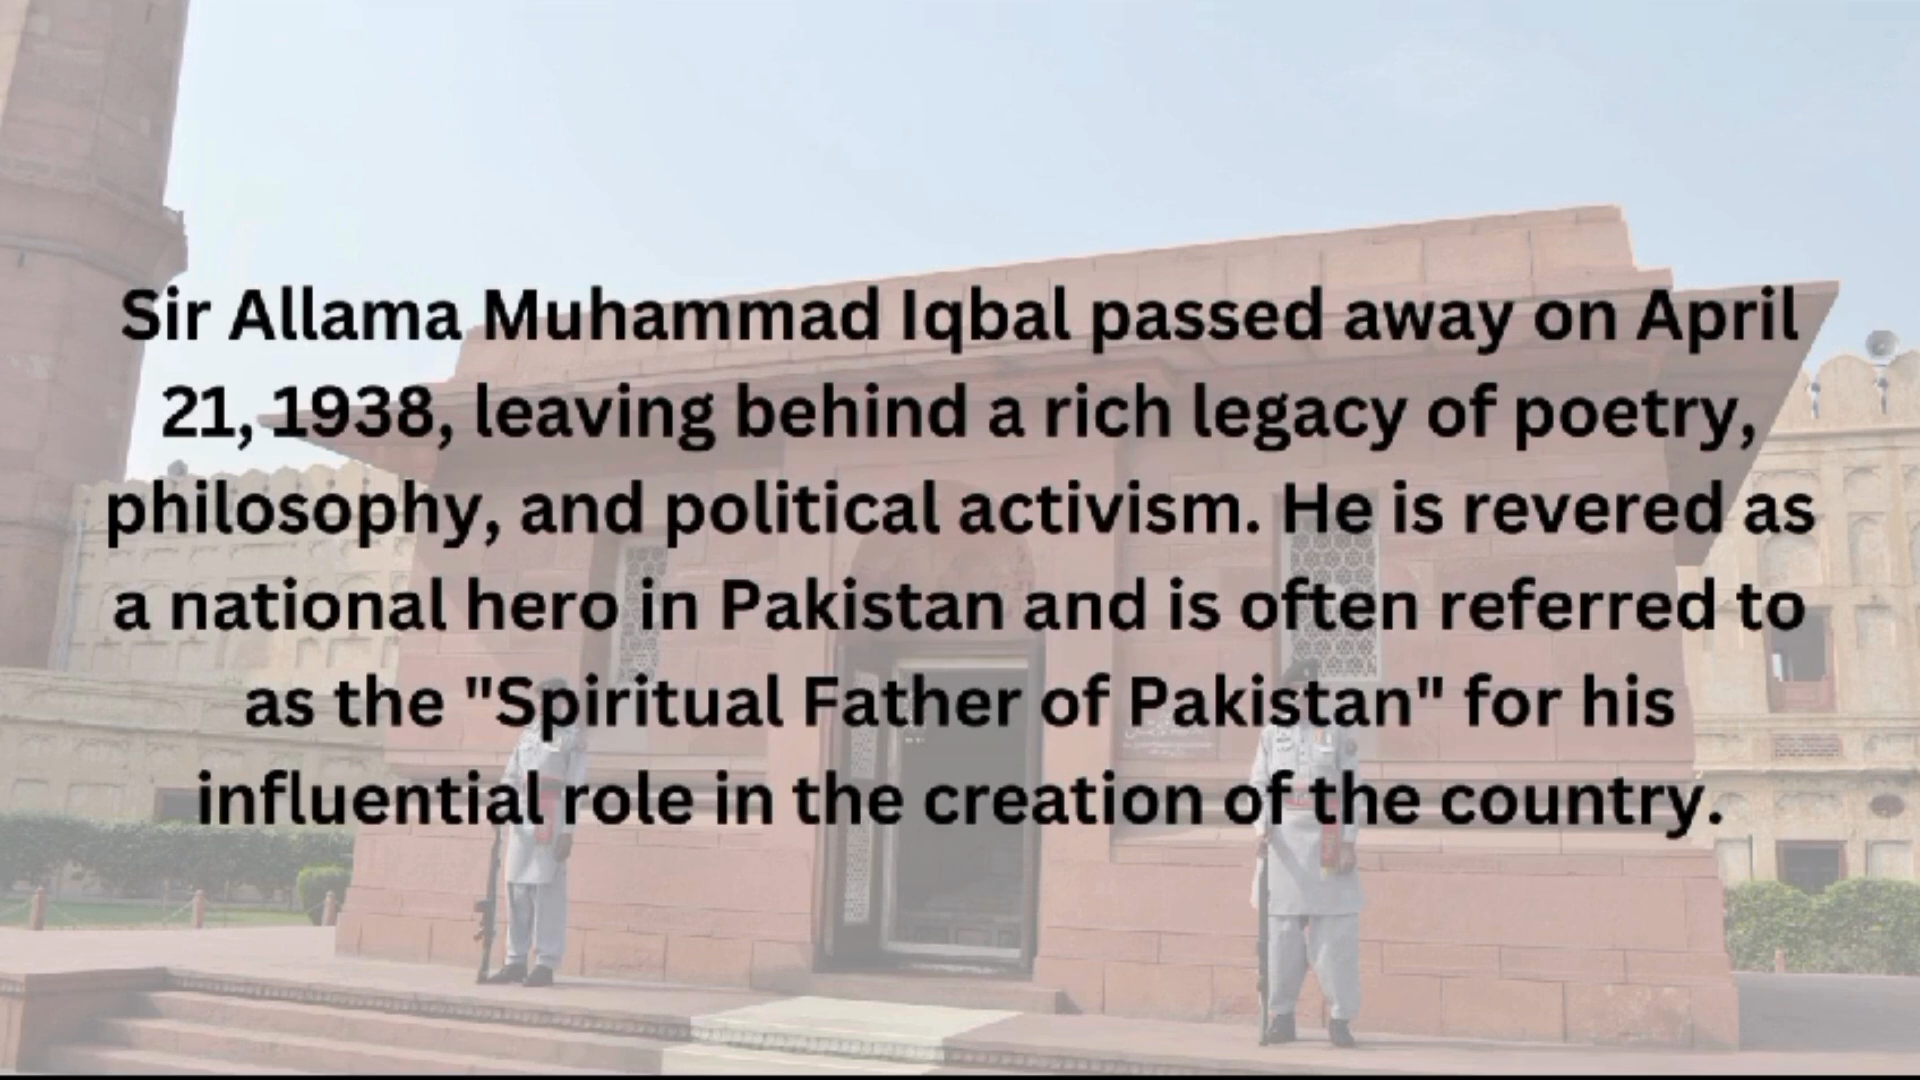 Sir Allama Muhammad Iqbal passed away on April
21, 1938, leaving behind a rich legacy of poetry,
philosophy, and political activism. He is revered as
a national hero in Pakistan and is often referred to
as the "Spiritual Father of Pakistan" for his
influential role in the creation of the country.